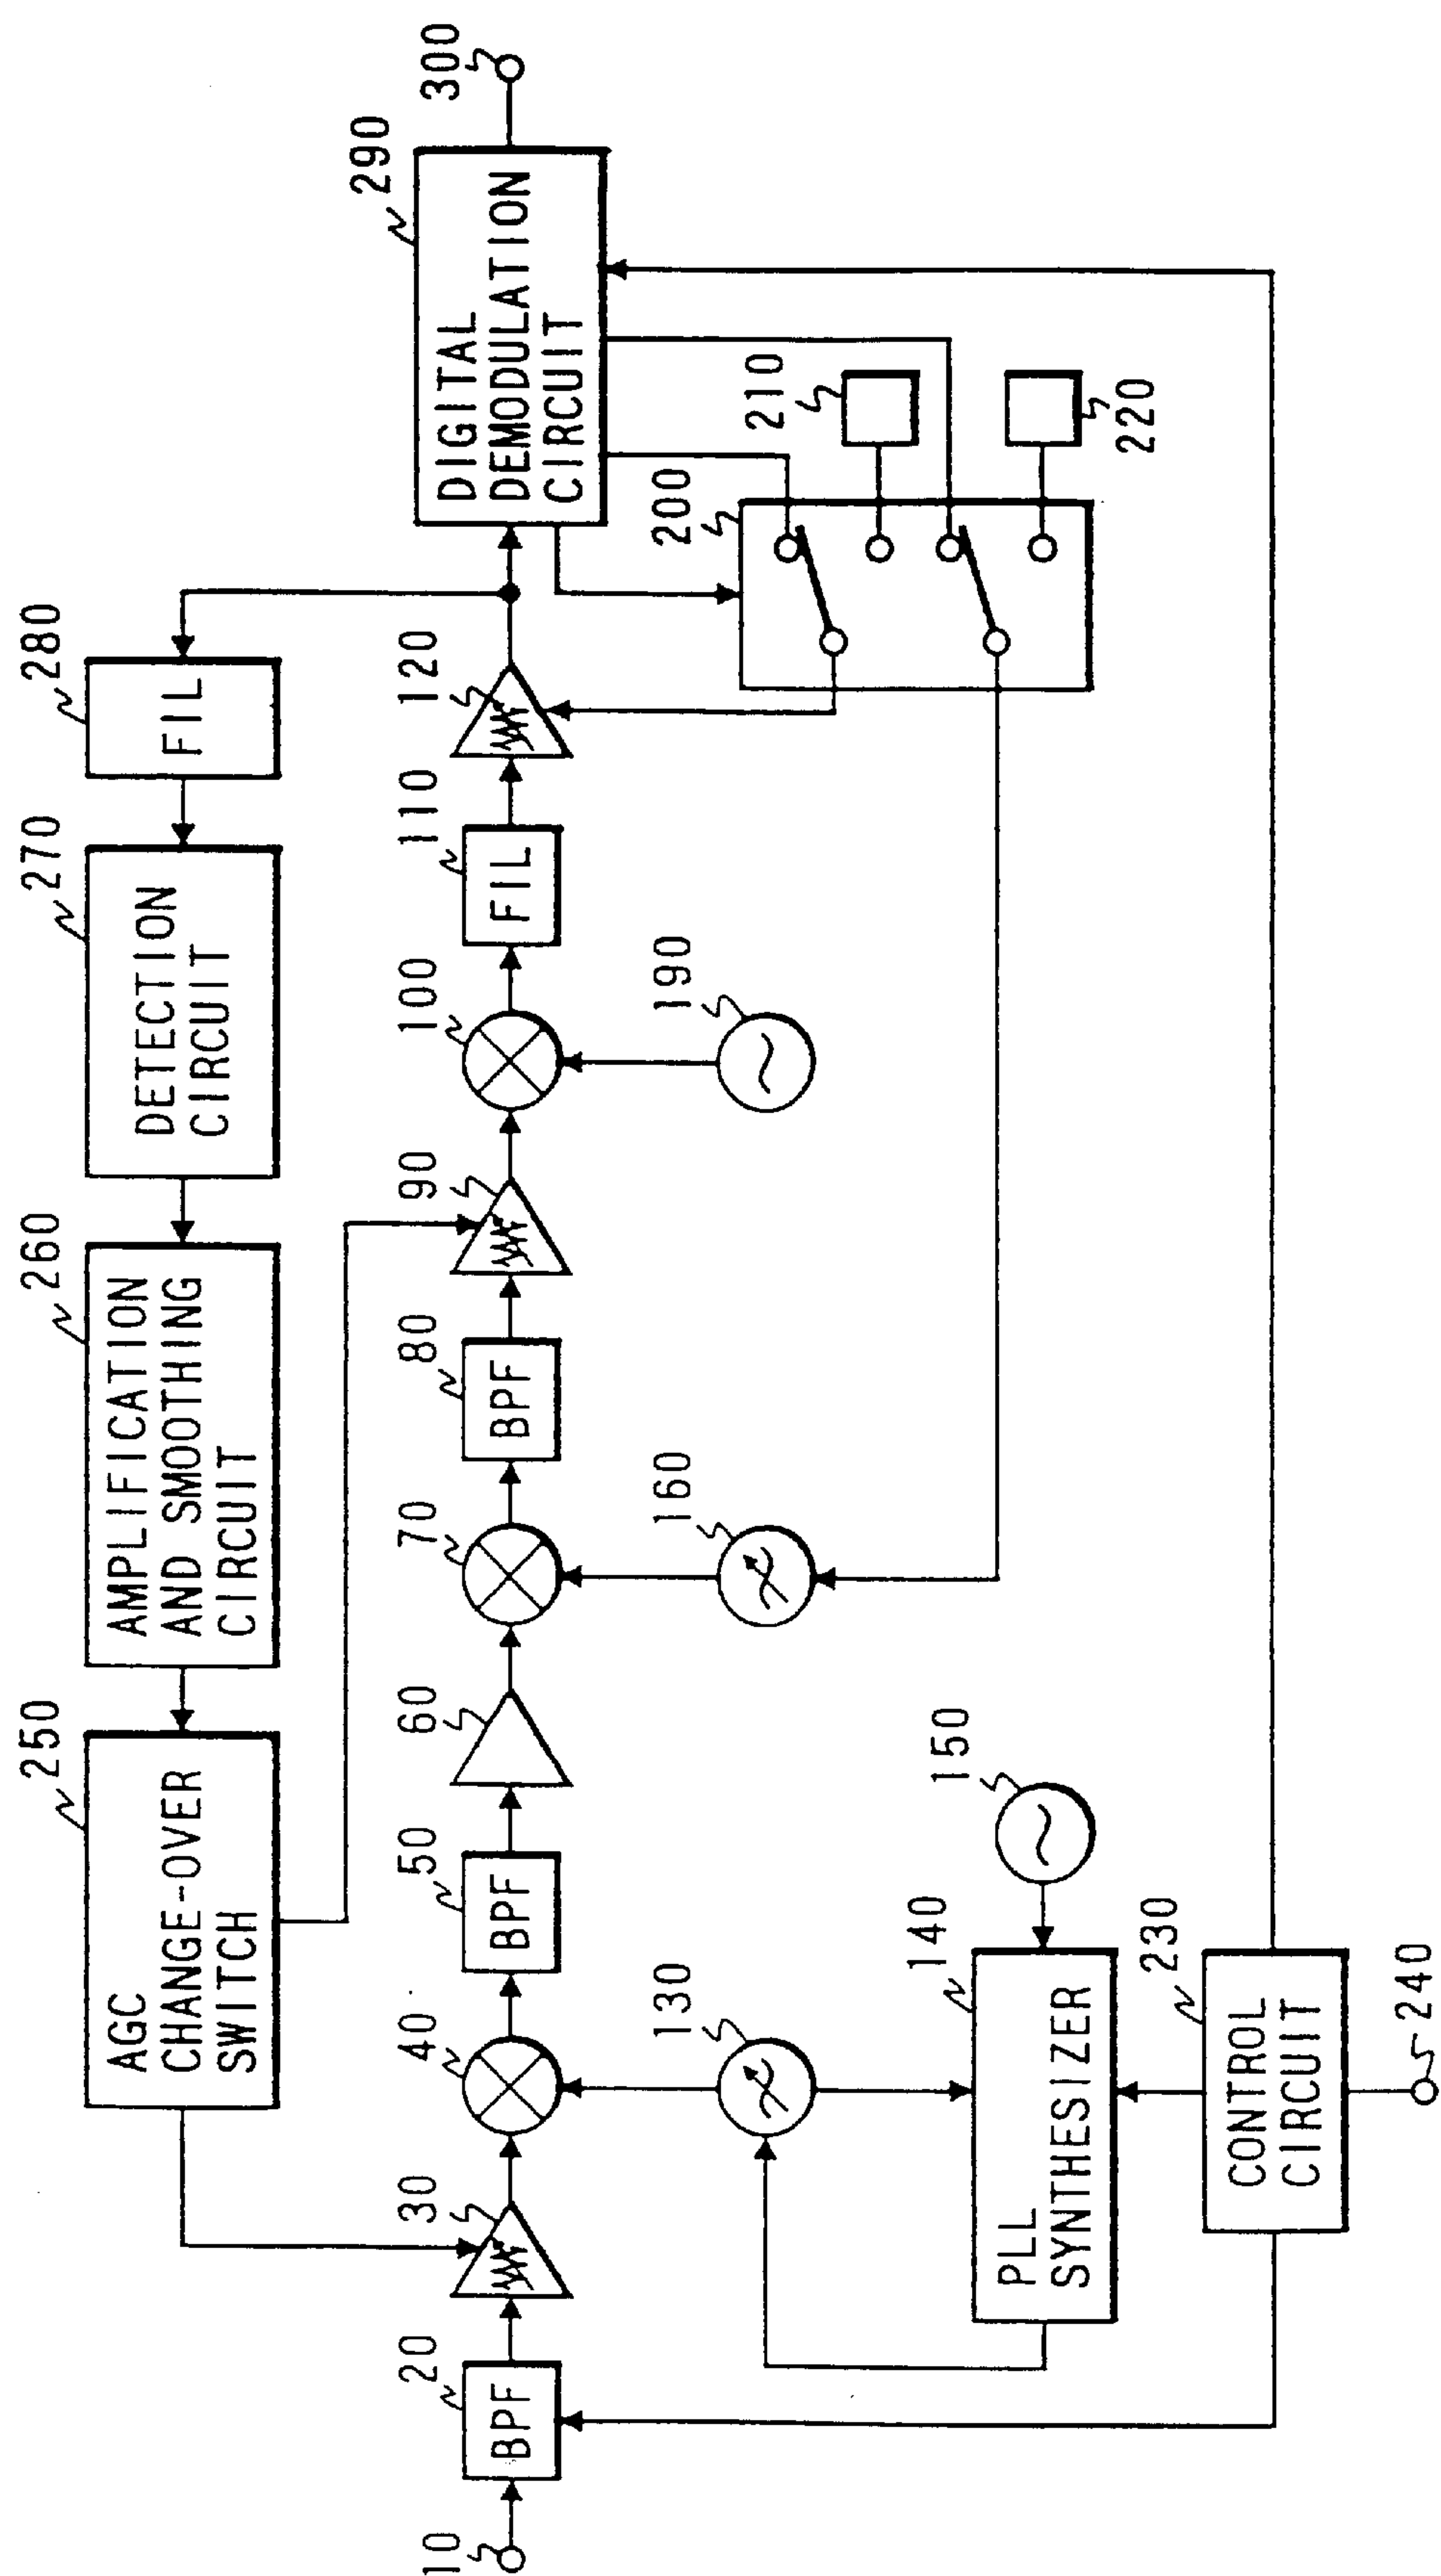 280
FIL
270
DETECTION
CIRCUIT
260
AMPLIFICATION
AND SMOOTHING
CIRCUIT
250
AGC
CHANGE-OVER
SWITCH
10
20
BPF
30
40
50
BPF
60
70
80
BPF
90
100
110
FIL
120
290
DIGITAL
DEMODULATION
CIRCUIT
300
130
160
190
200
210
220
140
PLL
SYNTHESIZER
150
230
CONTROL
CIRCUIT
240